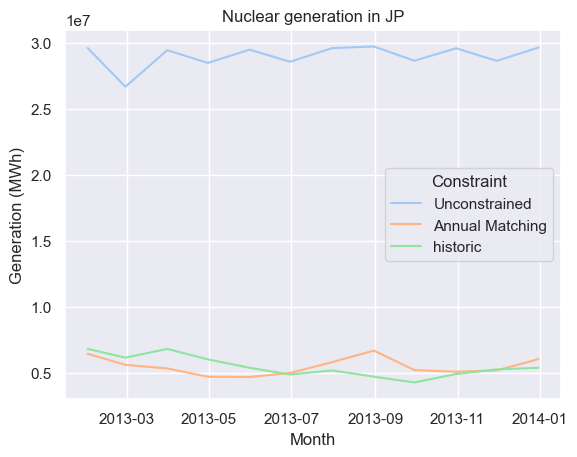 Nuclear generation in JP
1e7
3.0
2.5
2.0
1.5
1.0
0.5
Generation (MWh)
Constraint
Unconstrained
Annual Matching
historic
2013-03
2013-05
2013-07
2013-09
2013-11
2014-01
Month